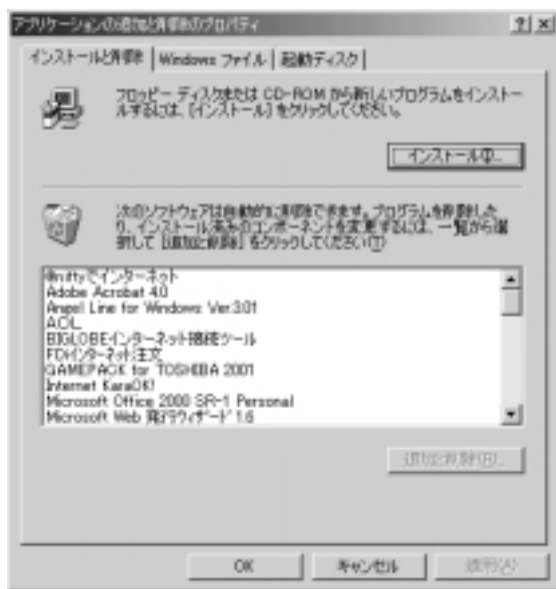 アプリケーションの追加と削除のプロパティ
? ×
インストールと削除
Windows ファイル
起動ディスク
フロッピー ディスクまたは CD-ROM から新しいプログラムをインストー
ルするには、[インストール] をクリックしてください。
インストール(I)...
次のソフトウェアは自動的に削除できます。プログラムを削除した
り、インストール済みのコンポーネントを変更するには、一覧から選
択して [追加と削除] をクリックしてください(T)
@niftyでインターネット
Adobe Acrobat 4.0
Angel Line for Windows Ver.3.01
AOL
BIGLOBEインターネット接続ツール
FDインターネット注文
GAMEPACK for TOSHIBA 2001
Internet KaraOK!
Microsoft Office 2000 SR-1 Personal
Microsoft Web 発行ウィザード 1.6
追加と削除(R)...
OK
キャンセル
適用(A)